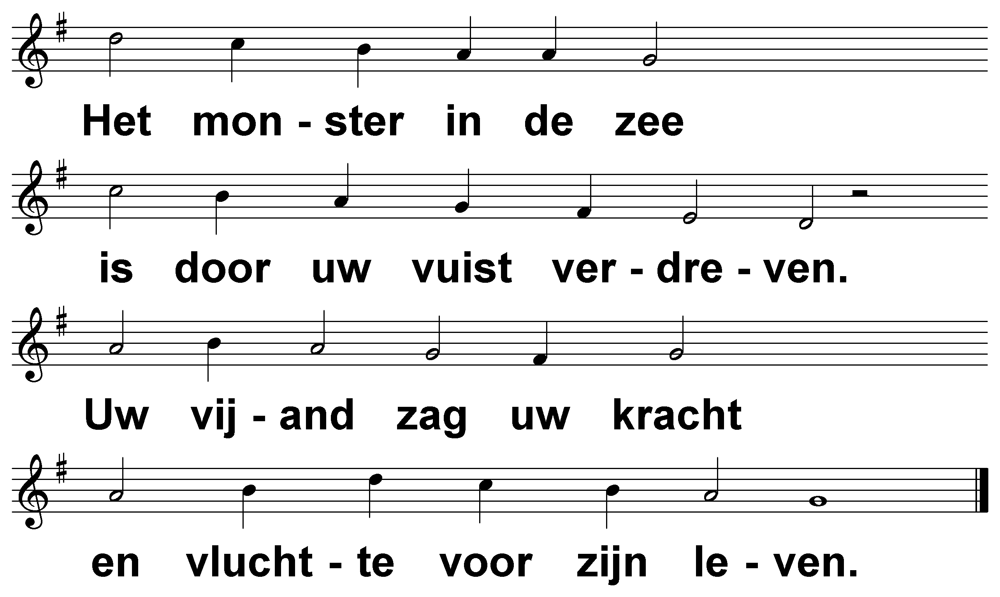 Het mon - ster in de zee
is door uw vuist ver - dre - ven.
Uw vij - and zag uw kracht
en vlucht - te voor zijn le - ven.